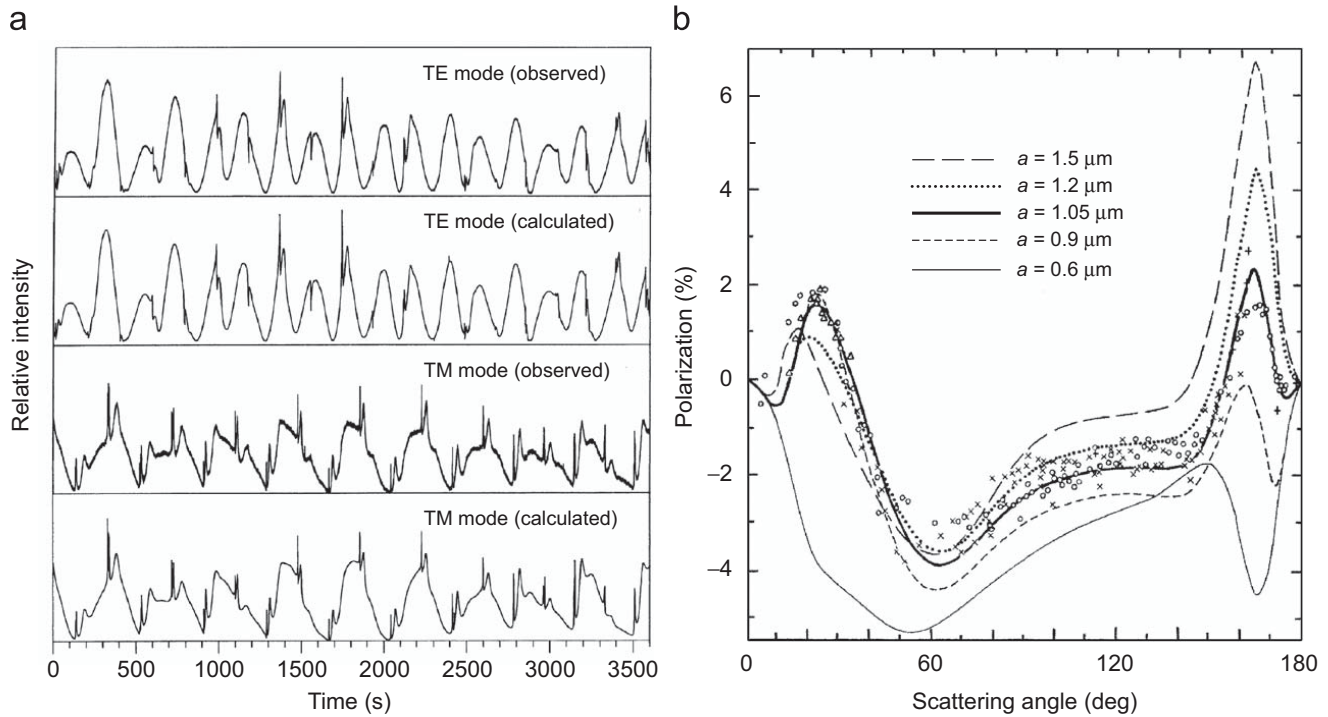 a
TE mode (observed)
TE mode (calculated)
TM mode (observed)
TM mode (calculated)
Relative intensity
0 500 1000 1500 2000 2500 3000 3500
Time (s)
b
6
4
2
0
−2
−4
a = 1.5 μm
a = 1.2 μm
a = 1.05 μm
a = 0.9 μm
a = 0.6 μm
Polarization (%)
0 60 120 180
Scattering angle (deg)